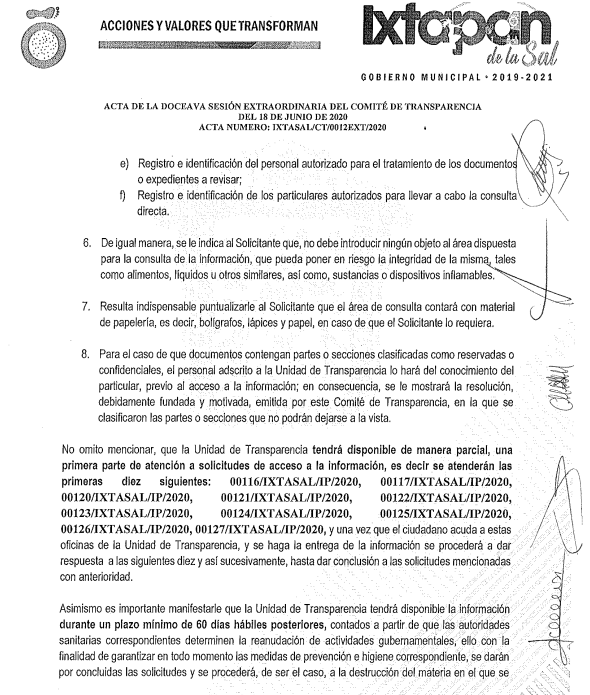 ACCIONES Y VALORES QUE TRANSFORMAN
Ixtapan
de la Sal
GOBIERNO MUNICIPAL • 2019-2021
ACTA DE LA DOCEAVA SESIÓN EXTRAORDINARIA DEL COMITÉ DE TRANSPARENCIA
DEL 18 DE JUNIO DE 2020
ACTA NUMERO: IXTASAL/CT/0012EXT/2020
e) Registro e identificación del personal autorizado para el tratamiento de los documentos
o expedientes a revisar;
f) Registro e identificación de los particulares autorizados para llevar a cabo la consulta
directa.
6. De igual manera, se le indica al Solicitante que, no debe introducir ningún objeto al área dispuesta
para la consulta de la información, que pueda poner en riesgo la integridad de la misma, tales
como alimentos, líquidos u otros similares, así como, sustancias o dispositivos inflamables.
7. Resulta indispensable puntualizarle al Solicitante que el área de consulta contará con material
de papelería, es decir, bolígrafos, lápices y papel, en caso de que el Solicitante lo requiera.
8. Para el caso de que documentos contengan partes o secciones clasificadas como reservadas o
confidenciales, el personal adscrito a la Unidad de Transparencia lo hará del conocimiento del
particular, previo al acceso a la información; en consecuencia, se le mostrará la resolución,
debidamente fundada y motivada, emitida por este Comité de Transparencia, en la que se
clasificaron las partes o secciones que no podrán dejarse a la vista.
No omito mencionar, que la Unidad de Transparencia tendrá disponible de manera parcial, una
primera parte de atención a solicitudes de acceso a la información, es decir se atenderán las
primeras diez siguientes: 00116/IXTASAL/IP/2020, 00117/IXTASAL/IP/2020,
00120/IXTASAL/IP/2020, 00121/IXTASAL/IP/2020, 00122/IXTASAL/IP/2020,
00123/IXTASAL/IP/2020, 00124/IXTASAL/IP/2020, 00125/IXTASAL/IP/2020,
00126/IXTASAL/IP/2020, 00127/IXTASAL/IP/2020, y una vez que el ciudadano acuda a estas
oficinas de la Unidad de Transparencia, y se haga la entrega de la información se procederá a dar
respuesta a las siguientes diez y así sucesivamente, hasta dar conclusión a las solicitudes mencionadas
con anterioridad.
Asimismo es importante manifestarle que la Unidad de Transparencia tendrá disponible la información
durante un plazo mínimo de 60 días hábiles posteriores, contados a partir de que las autoridades
sanitarias correspondientes determinen la reanudación de actividades gubernamentales, ello con la
finalidad de garantizar en todo momento las medidas de prevención e higiene correspondiente, se darán
por concluidas las solicitudes y se procederá, de ser el caso, a la destrucción del materia en el que se